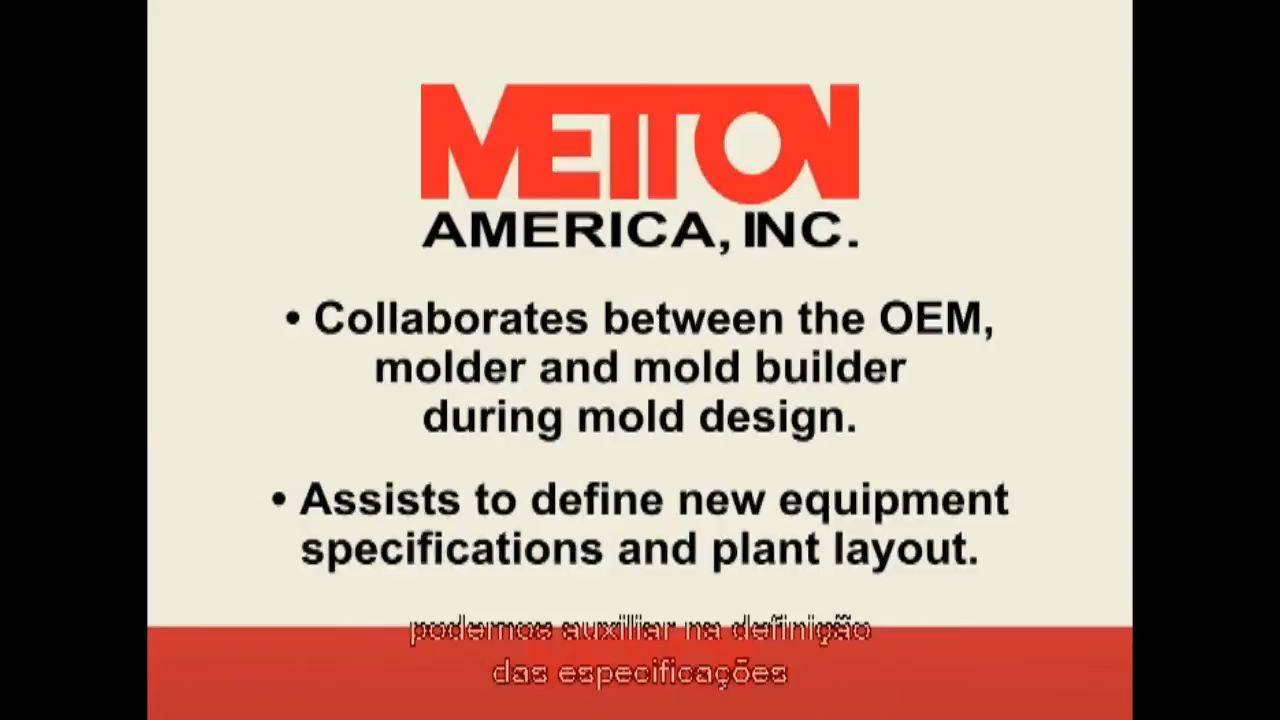 METTON
AMERICA, INC.
• Collaborates between the OEM,
molder and mold builder
during mold design.
• Assists to define new equipment
specifications and plant layout.
podemos auxiliar na definição
das especificações